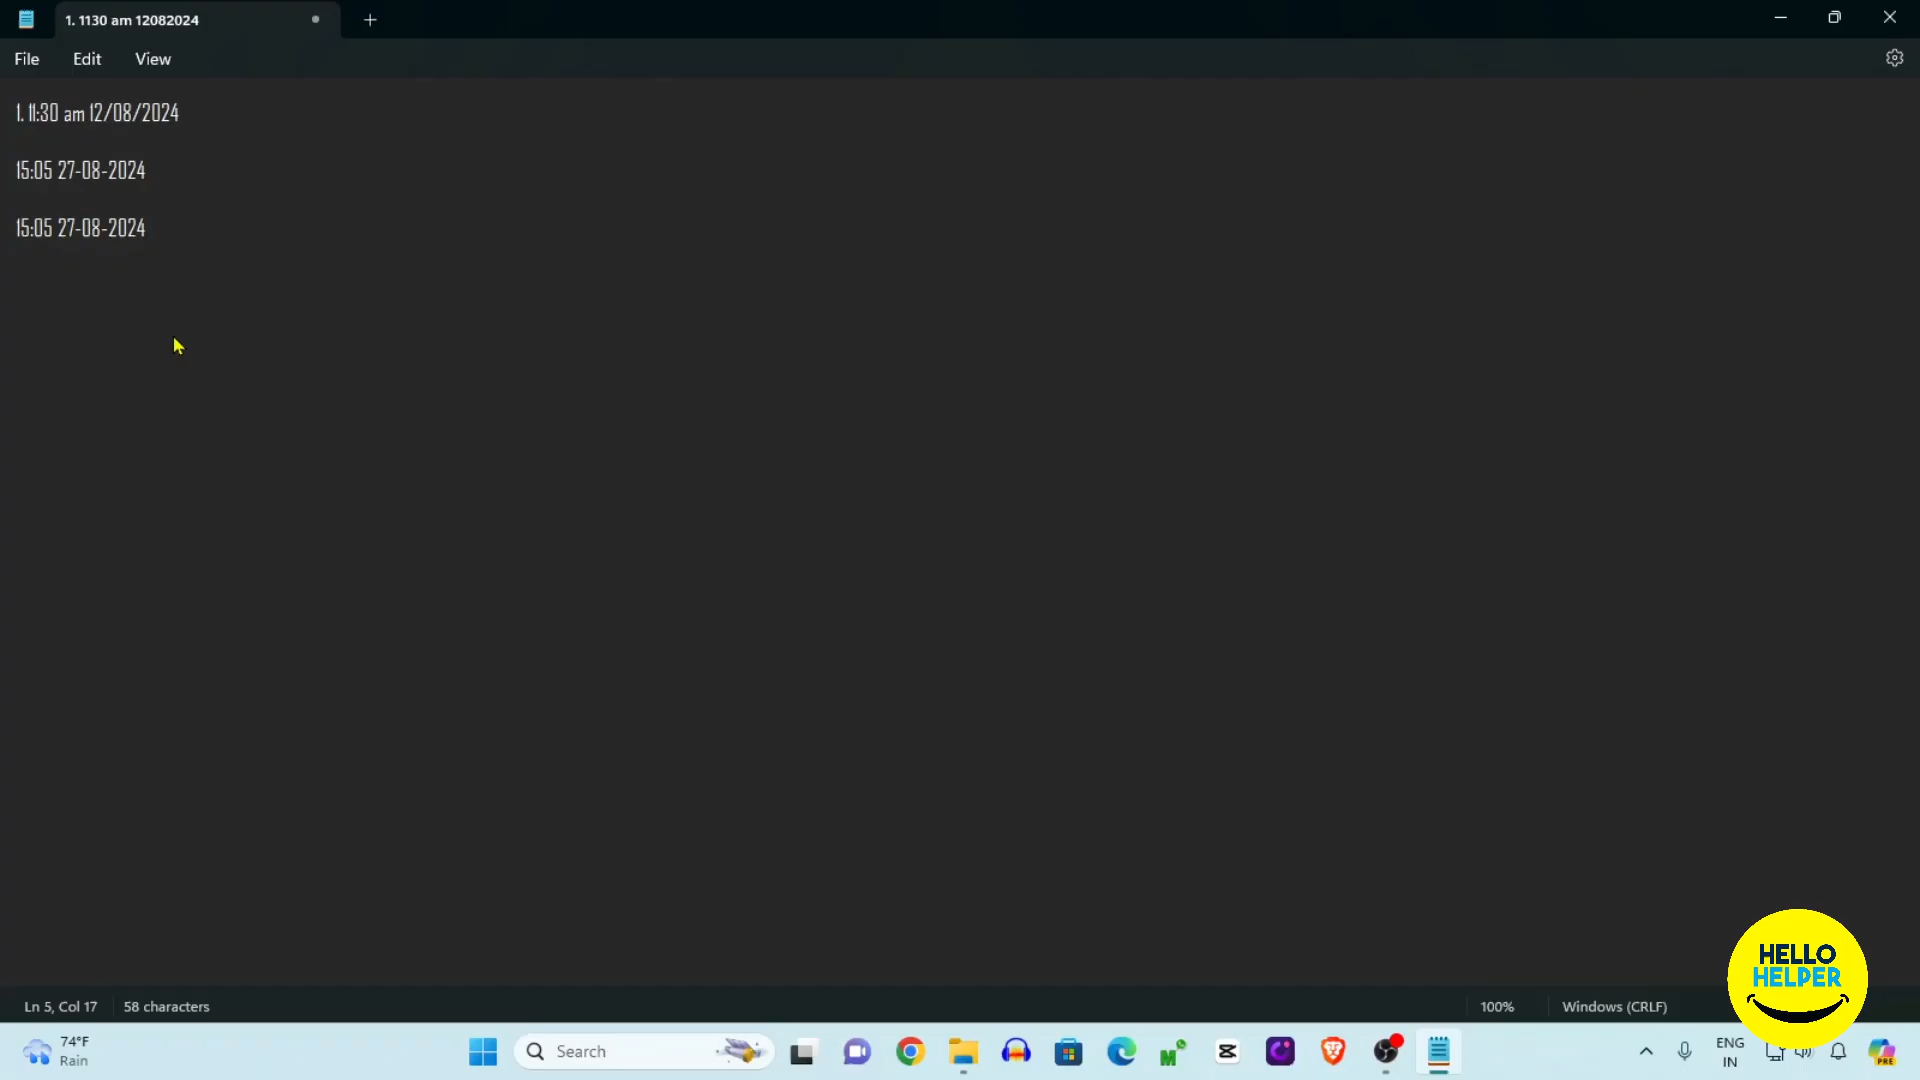 1. 1130 am 12082024
File Edit View
1. 11:30 am 12/08/2024
15:05 27-08-2024
15:05 27-08-2024
HELLO
HELPER
Ln 5, Col 17 58 characters 100% Windows (CRLF)
74°F
Rain
Search
ENG
IN
PRE